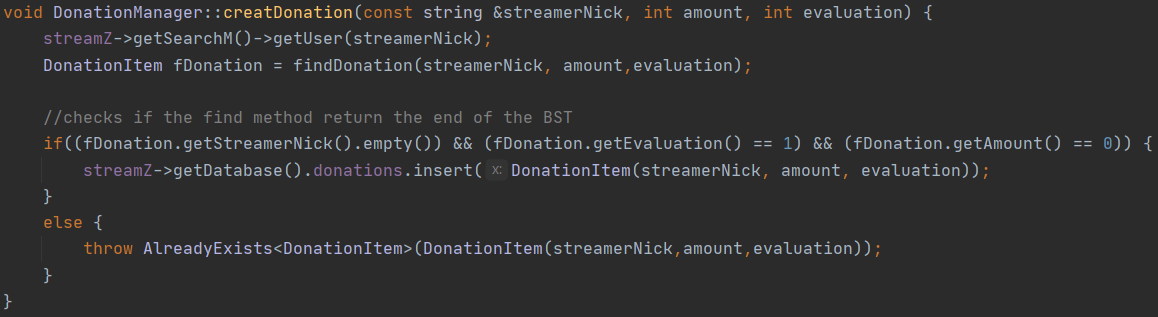 void DonationManager::creatDonation(const string &streamerNick, int amount, int evaluation) {
    streamZ->getSearchM()->getUser(streamerNick);
    DonationItem fDonation = findDonation(streamerNick, amount,evaluation);

    //checks if the find method return the end of the BST
    if((fDonation.getStreamerNick().empty()) && (fDonation.getEvaluation() == 1) && (fDonation.getAmount() == 0)) {
        streamZ->getDatabase().donations.insert( x: DonationItem(streamerNick, amount, evaluation));
    }
    else {
        throw AlreadyExists<DonationItem>(DonationItem(streamerNick,amount,evaluation));
    }
}